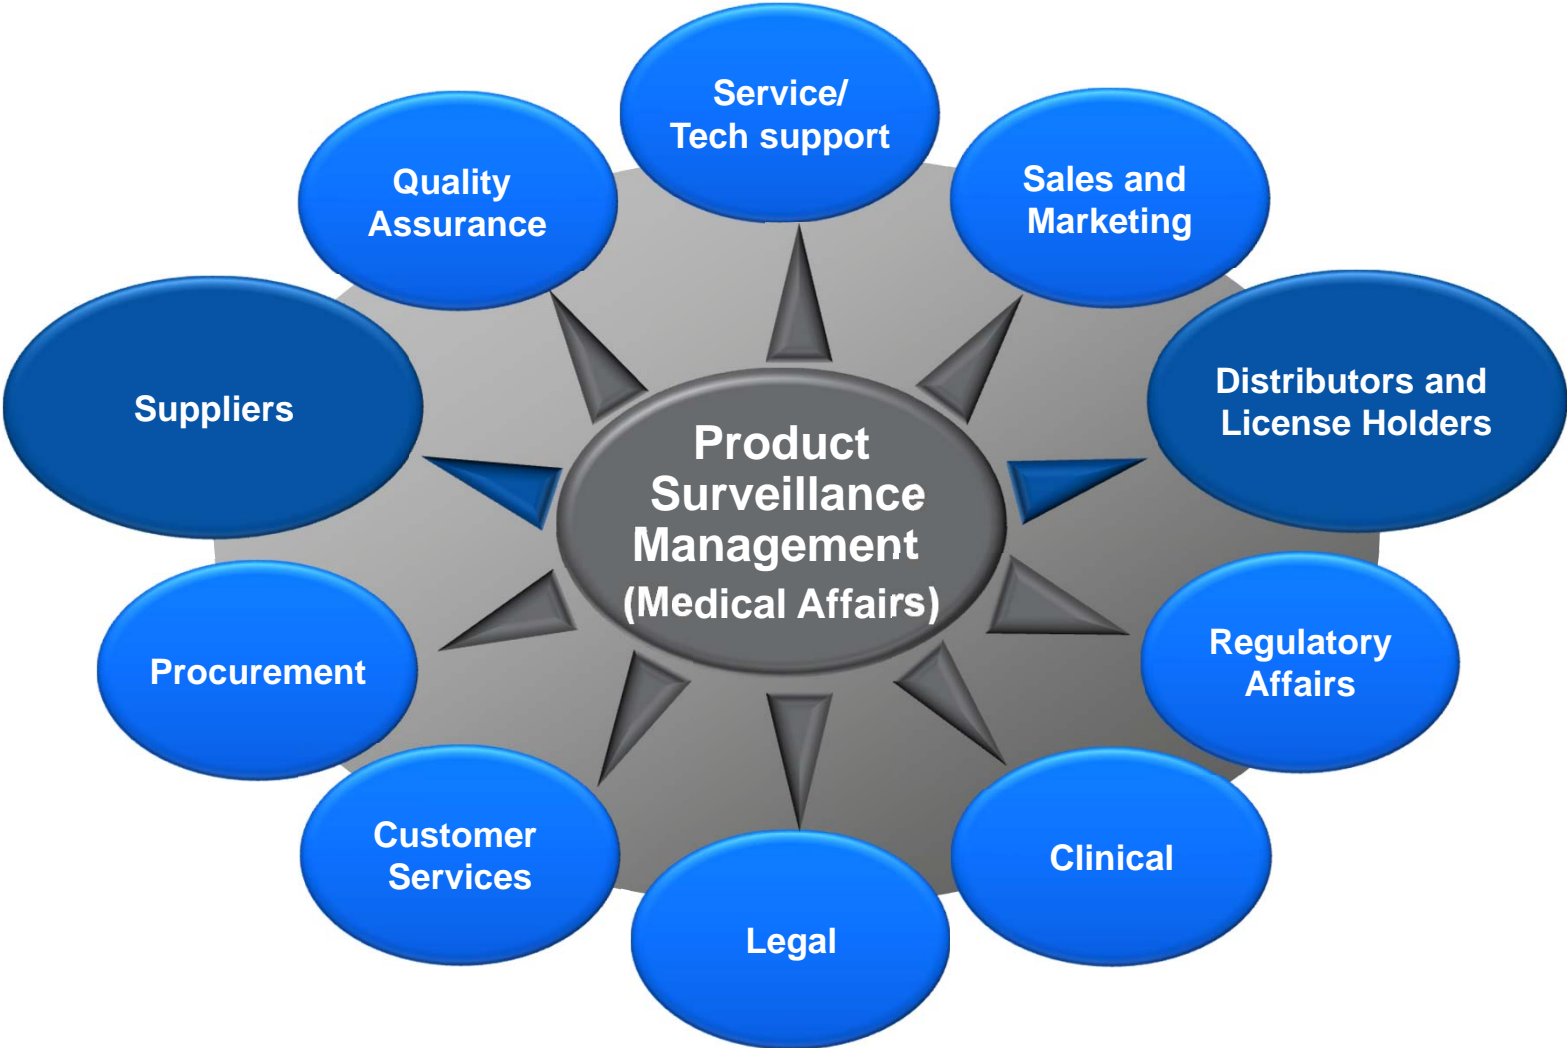 Service/
Tech support
Quality
Assurance
Sales and
Marketing
Suppliers
Distributors and
License Holders
Product
Surveillance
Management
(Medical Affairs)
Procurement
Regulatory
Affairs
Customer
Services
Clinical
Legal